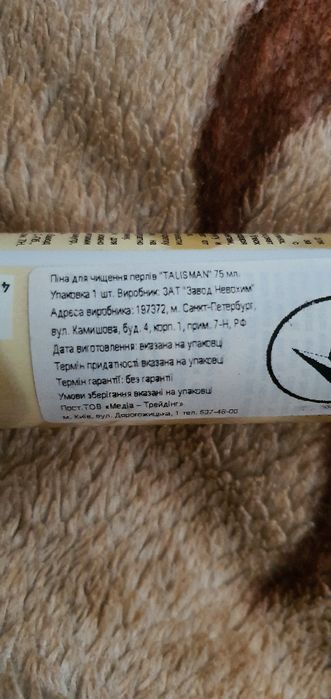 Піна для чищення перлів "TALISMAN" 75 мл.
Упаковка 1 шт. Виробник: ЗАТ "Завод Невохим"
Адреса виробника: 197372, м. Санкт-Петербург,
вул. Камишова, буд. 4, корп. 1, прим. 7-Н, РФ
Дата виготовлення: вказана на упаковці
Термін придатності вказана на упаковці
Термін гарантії: без гарантії
Умови зберігання вказані на упаковці
Пост.ТОВ «Медіа – Трейдінг»
м. Київ, вул. Дорогожицька, 1 тел. 537-48-00
4